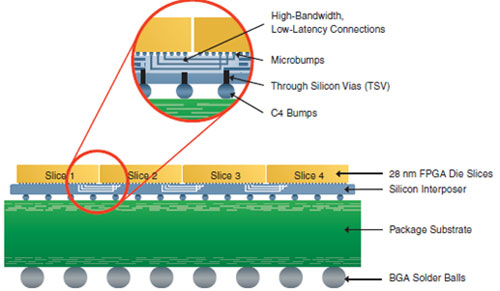 High-Bandwidth,
Low-Latency Connections
Microbumps
Through Silicon Vias (TSV)
C4 Bumps
Slice 1
Slice 2
Slice 3
Slice 4
28 nm FPGA Die Slices
Silicon Interposer
Package Substrate
BGA Solder Balls